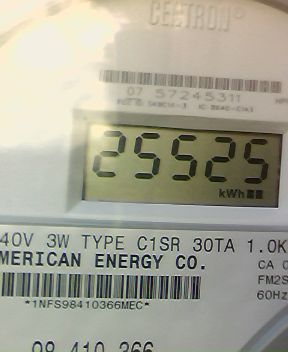 CENTRON®
07 57245311
25525
kWh
40V 3W TYPE C1SR 30TA 1.0K
MERICAN ENERGY CO.
CA 0
FM2S
60Hz
*1NFS98410366MEC*
98 410 366